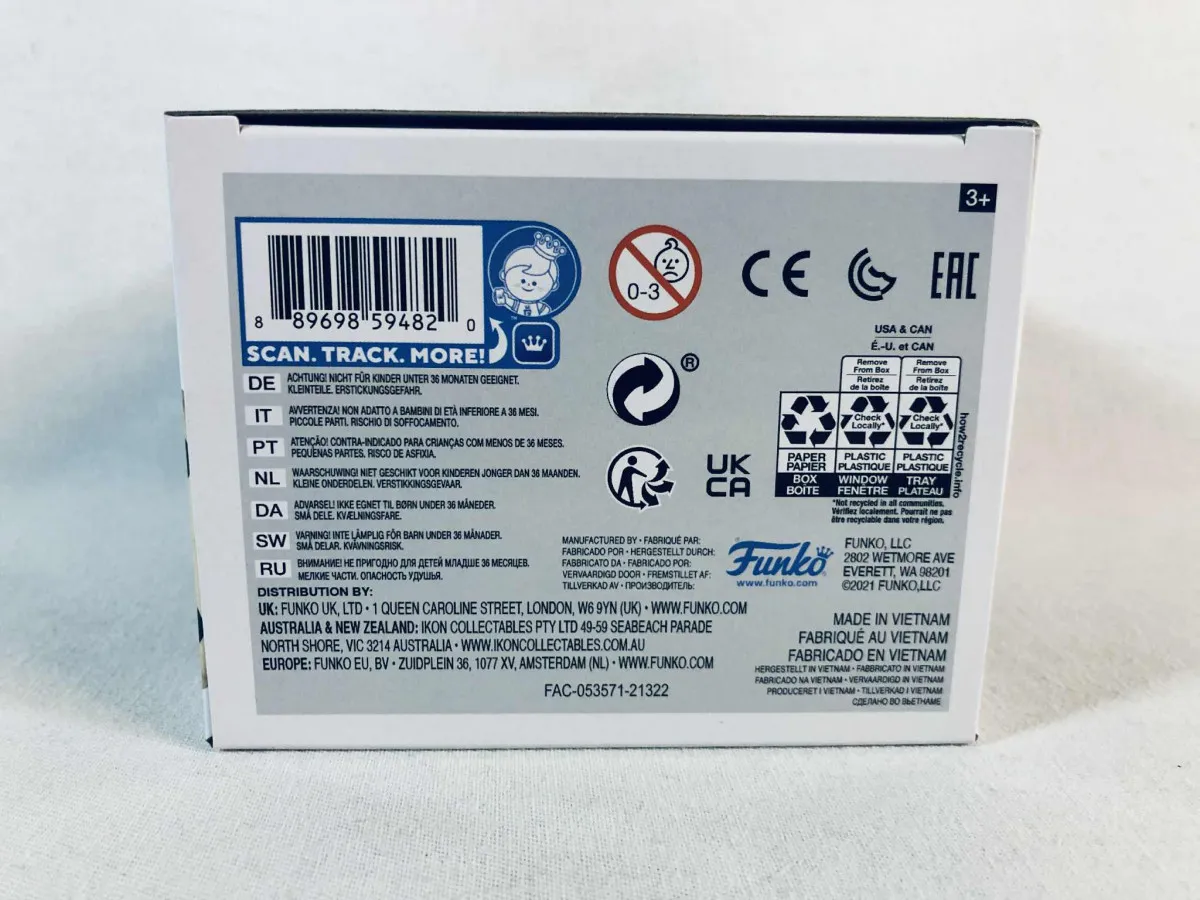 3+
8 89698 59482 0
SCAN. TRACK. MORE!
™
0-3
CE
EAC
®
UK
CA
USA & CAN
É.-U. et CAN
Remove From Box
Retirez de la boîte
Remove From Box
Retirez de la boîte
Check Locally*
Check Locally*
PAPER
PAPIER
BOX
BOÎTE
PLASTIC
PLASTIQUE
WINDOW
FENÊTRE
PLASTIC
PLASTIQUE
TRAY
PLATEAU
how2recycle.info
*Not recycled in all communities.
Vérifiez localement. Pourrait ne pas
être recyclable dans votre région.
DE ACHTUNG! NICHT FÜR KINDER UNTER 36 MONATEN GEEIGNET.
KLEINTEILE. ERSTICKUNGSGEFAHR.
IT AVVERTENZA! NON ADATTO A BAMBINI DI ETÀ INFERIORE A 36 MESI.
PICCOLE PARTI. RISCHIO DI SOFFOCAMENTO.
PT ATENÇÃO! CONTRA-INDICADO PARA CRIANÇAS COM MENOS DE 36 MESES.
PEQUENAS PARTES. RISCO DE ASFIXIA.
NL WAARSCHUWING! NIET GESCHIKT VOOR KINDEREN JONGER DAN 36 MAANDEN.
KLEINE ONDERDELEN. VERSTIKKINGSGEVAAR.
DA ADVARSEL! IKKE EGNET TIL BØRN UNDER 36 MÅNEDER.
SMÅ DELE. KVÆLNINGSFARE.
SW VARNING! INTE LÄMPLIG FÖR BARN UNDER 36 MÅNADER.
SMÅ DELAR. KVÄVNINGSRISK.
RU ВНИМАНИЕ! НЕ ПРИГОДНО ДЛЯ ДЕТЕЙ МЛАДШЕ 36 МЕСЯЦЕВ.
МЕЛКИЕ ЧАСТИ. ОПАСНОСТЬ УДУШЬЯ.
MANUFACTURED BY • FABRIQUÉ PAR:
FABRICADO POR • HERGESTELLT DURCH:
FABBRICATO DA • FABRICADO POR:
VERVAARDIGD DOOR • FREMSTILLET AF:
TILLVERKAD AV • ПРОИЗВОДИТЕЛЬ:
Funko
www.funko.com
FUNKO, LLC
2802 WETMORE AVE
EVERETT, WA 98201
©2021 FUNKO,LLC
DISTRIBUTION BY:
UK: FUNKO UK, LTD • 1 QUEEN CAROLINE STREET, LONDON, W6 9YN (UK) • WWW.FUNKO.COM
AUSTRALIA & NEW ZEALAND: IKON COLLECTABLES PTY LTD 49-59 SEABEACH PARADE
NORTH SHORE, VIC 3214 AUSTRALIA • WWW.IKONCOLLECTABLES.COM.AU
EUROPE: FUNKO EU, BV • ZUIDPLEIN 36, 1077 XV, AMSTERDAM (NL) • WWW.FUNKO.COM
FAC-053571-21322
MADE IN VIETNAM
FABRIQUÉ AU VIETNAM
FABRICADO EN VIETNAM
HERGESTELLT IN VIETNAM • FABBRICATO IN VIETNAM
FABRICADO NA VIETNAM • VERVAARDIGD IN VIETNAM
PRODUCERET I VIETNAM • TILLVERKAD I VIETNAM
СДЕЛАНО ВО ВЬЕТНАМЕ